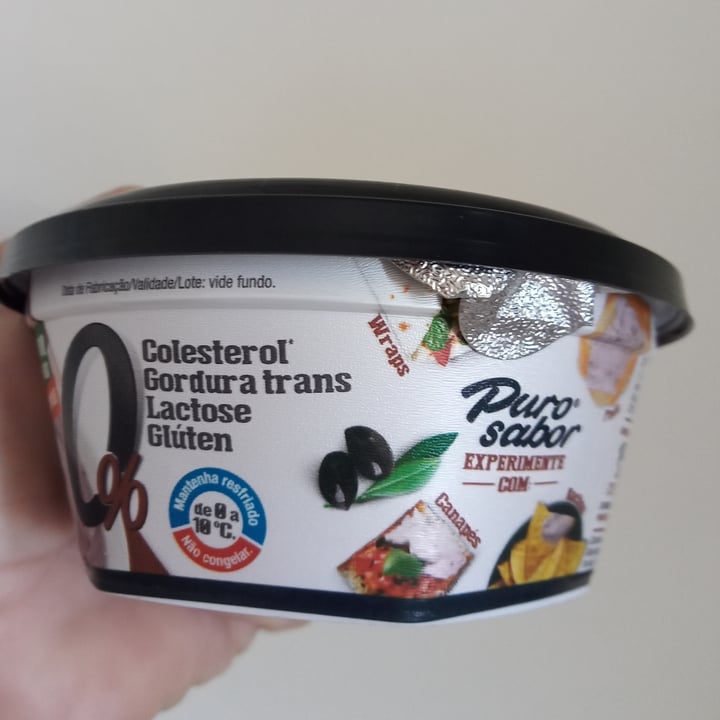 Data de Fabricação/Validade/Lote: vide fundo.
0%
Colesterol*
Gordura trans
Lactose
Glúten
Mantenha resfriado
de 0 a
10 °C.
Não congelar.
Wraps
Puro®
sabor
EXPERIMENTE
COM
Canapés